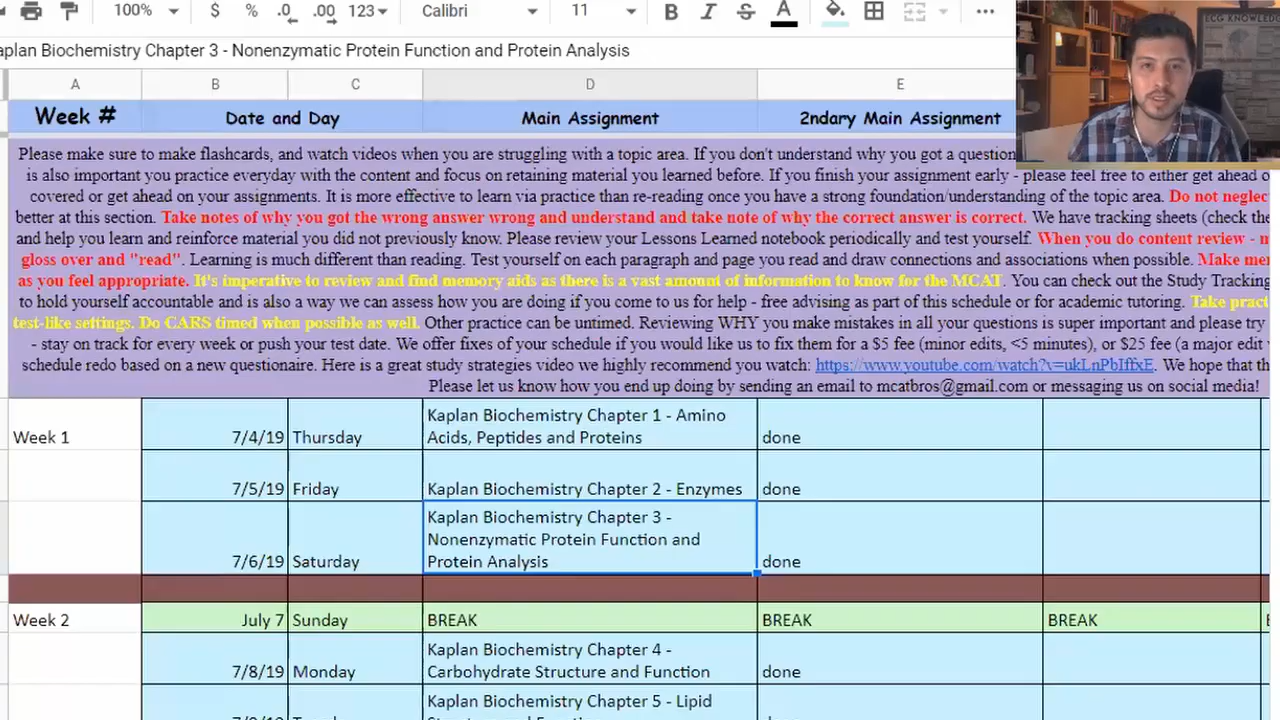 100% $ % .0 .00 123 Calibri 11 B I S A
aplan Biochemistry Chapter 3 - Nonenzymatic Protein Function and Protein Analysis
A B C D E
Week # Date and Day Main Assignment 2ndary Main Assignment
ECG KNOWLEDG
Please make sure to make flashcards, and watch videos when you are struggling with a topic area. If you don't understand why you got a question
is also important you practice everyday with the content and focus on retaining material you learned before. If you finish your assignment early - please feel free to either get ahead o
covered or get ahead on your assignments. It is more effective to learn via practice than re-reading once you have a strong foundation/understanding of the topic area. Do not neglec
better at this section. Take notes of why you got the wrong answer wrong and understand and take note of why the correct answer is correct. We have tracking sheets (check the
and help you learn and reinforce material you did not previously know. Please review your Lessons Learned notebook periodically and test yourself. When you do content review - m
gloss over and "read". Learning is much different than reading. Test yourself on each paragraph and page you read and draw connections and associations when possible. Make mem
as you feel appropriate. It's imperative to review and find memory aids as there is a vast amount of information to know for the MCAT. You can check out the Study Tracking
to hold yourself accountable and is also a way we can assess how you are doing if you come to us for help - free advising as part of this schedule or for academic tutoring. Take pract
test-like settings. Do CARS timed when possible as well. Other practice can be untimed. Reviewing WHY you make mistakes in all your questions is super important and please try
- stay on track for every week or push your test date. We offer fixes of your schedule if you would like us to fix them for a $5 fee (minor edits, <5 minutes), or $25 fee (a major edit
schedule redo based on a new questionaire. Here is a great study strategies video we highly recommend you watch: https://www.youtube.com/watch?v=ukLnPbIffxE. We hope that th
Please let us know how you end up doing by sending an email to mcatbros@gmail.com or messaging us on social media!
Kaplan Biochemistry Chapter 1 - Amino
Week 1 7/4/19 Thursday Acids, Peptides and Proteins done
7/5/19 Friday Kaplan Biochemistry Chapter 2 - Enzymes done
Kaplan Biochemistry Chapter 3 -
Nonenzymatic Protein Function and
7/6/19 Saturday Protein Analysis done
Week 2 July 7 Sunday BREAK BREAK BREAK
Kaplan Biochemistry Chapter 4 -
7/8/19 Monday Carbohydrate Structure and Function done
Kaplan Biochemistry Chapter 5 - Lipid